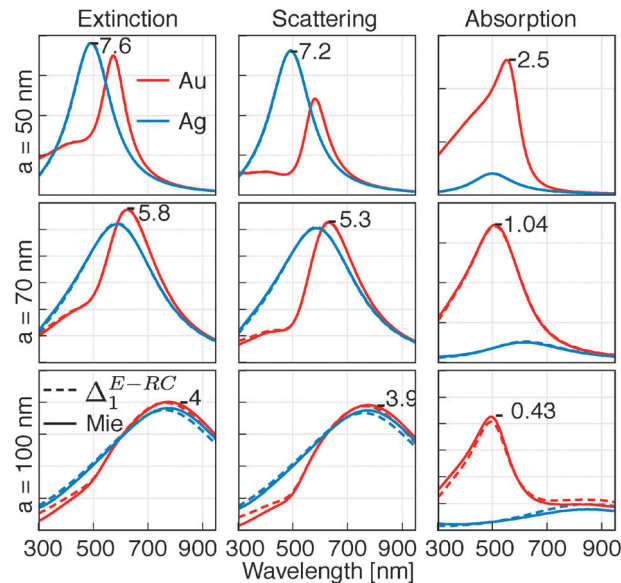 Extinction Scattering Absorption
a = 50 nm
7.6
Au
Ag
7.2
2.5
a = 70 nm
5.8
5.3
1.04
a = 100 nm
Δ₁ᴱ⁻ᴿᶜ
Mie
4
3.9
0.43
300 500 700 900 300 500 700 900 300 500 700 900
Wavelength [nm]